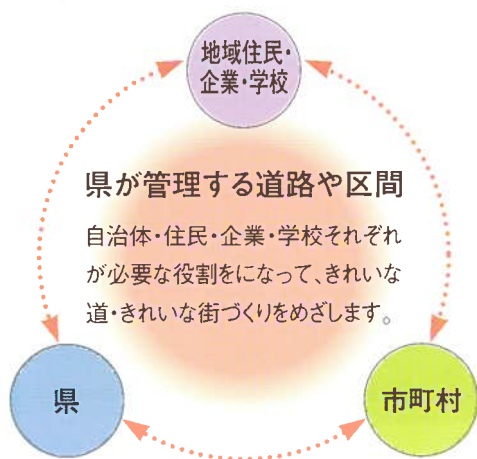 地域住民・
企業・学校
県が管理する道路や区間
自治体・住民・企業・学校それぞれ
が必要な役割をになって、きれいな
道・きれいな街づくりをめざします。
県
市町村